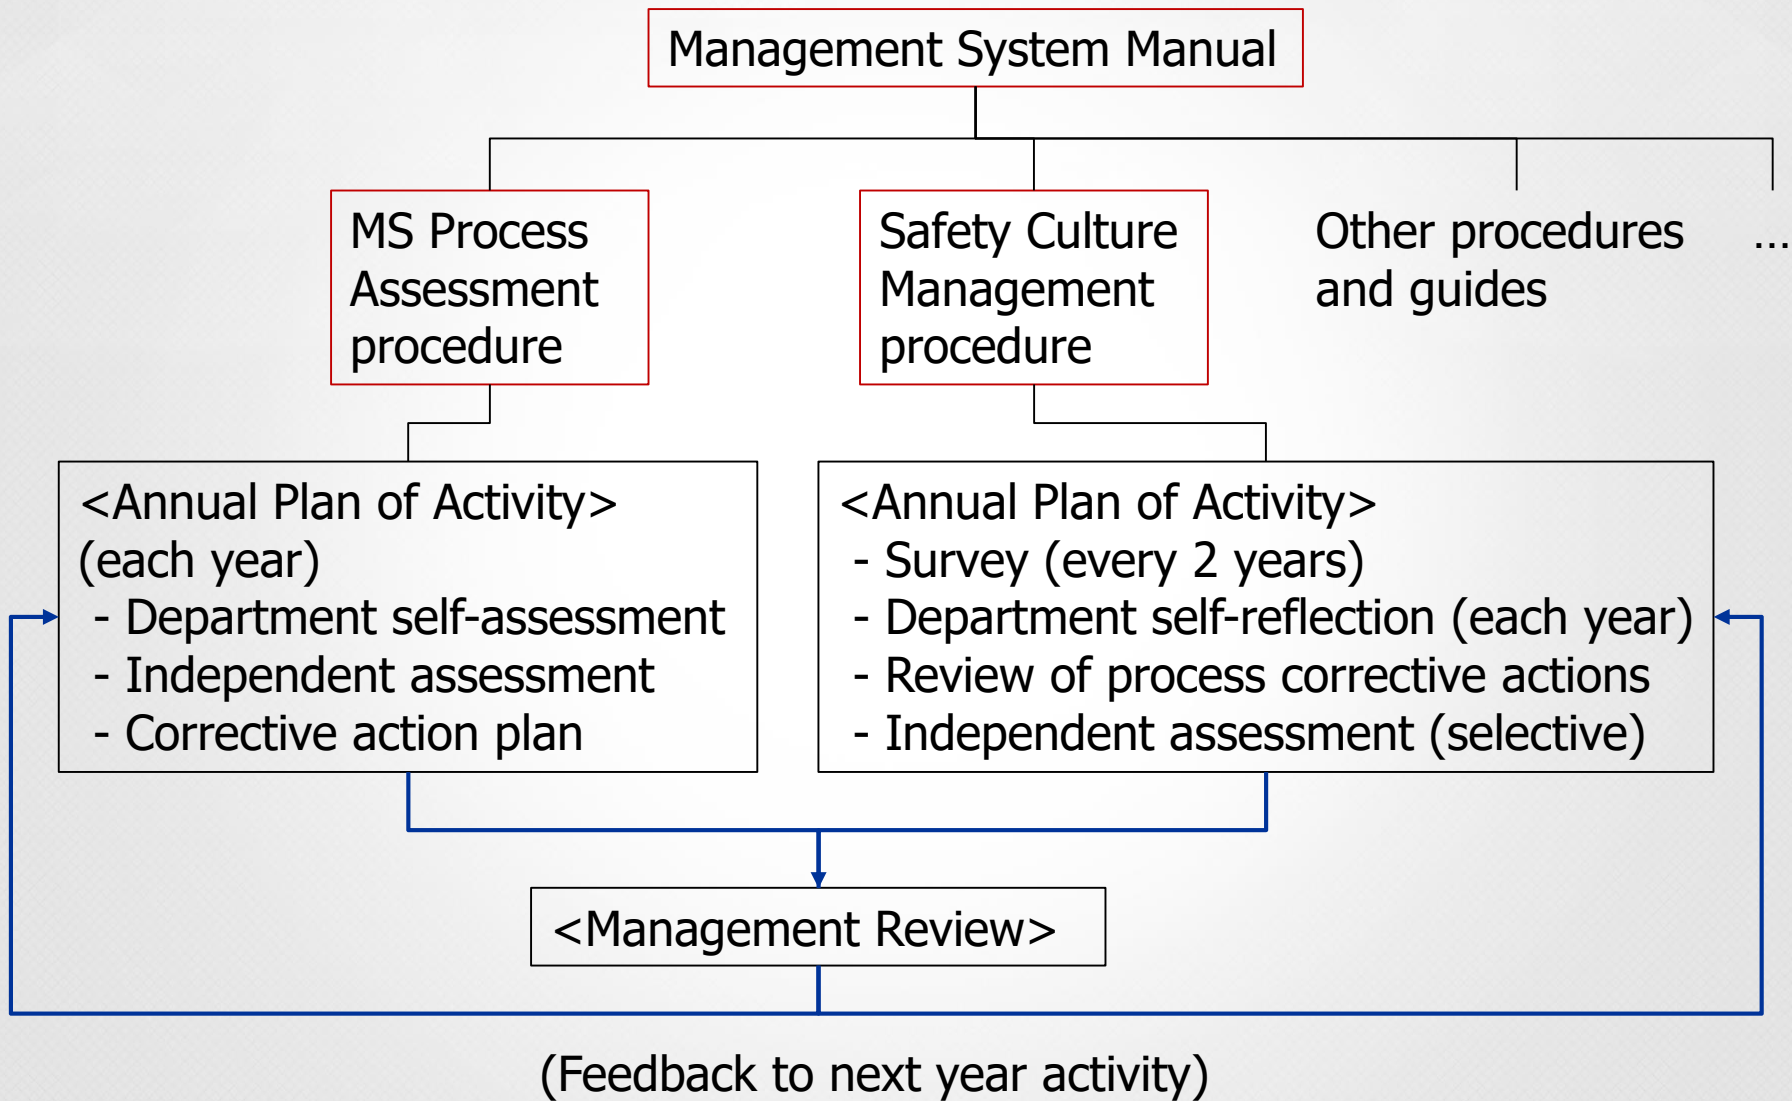 Management System Manual
MS Process
Assessment
procedure
Safety Culture
Management
procedure
Other procedures
and guides
...
<Annual Plan of Activity>
(each year)
- Department self-assessment
- Independent assessment
- Corrective action plan
<Annual Plan of Activity>
- Survey (every 2 years)
- Department self-reflection (each year)
- Review of process corrective actions
- Independent assessment (selective)
<Management Review>
(Feedback to next year activity)